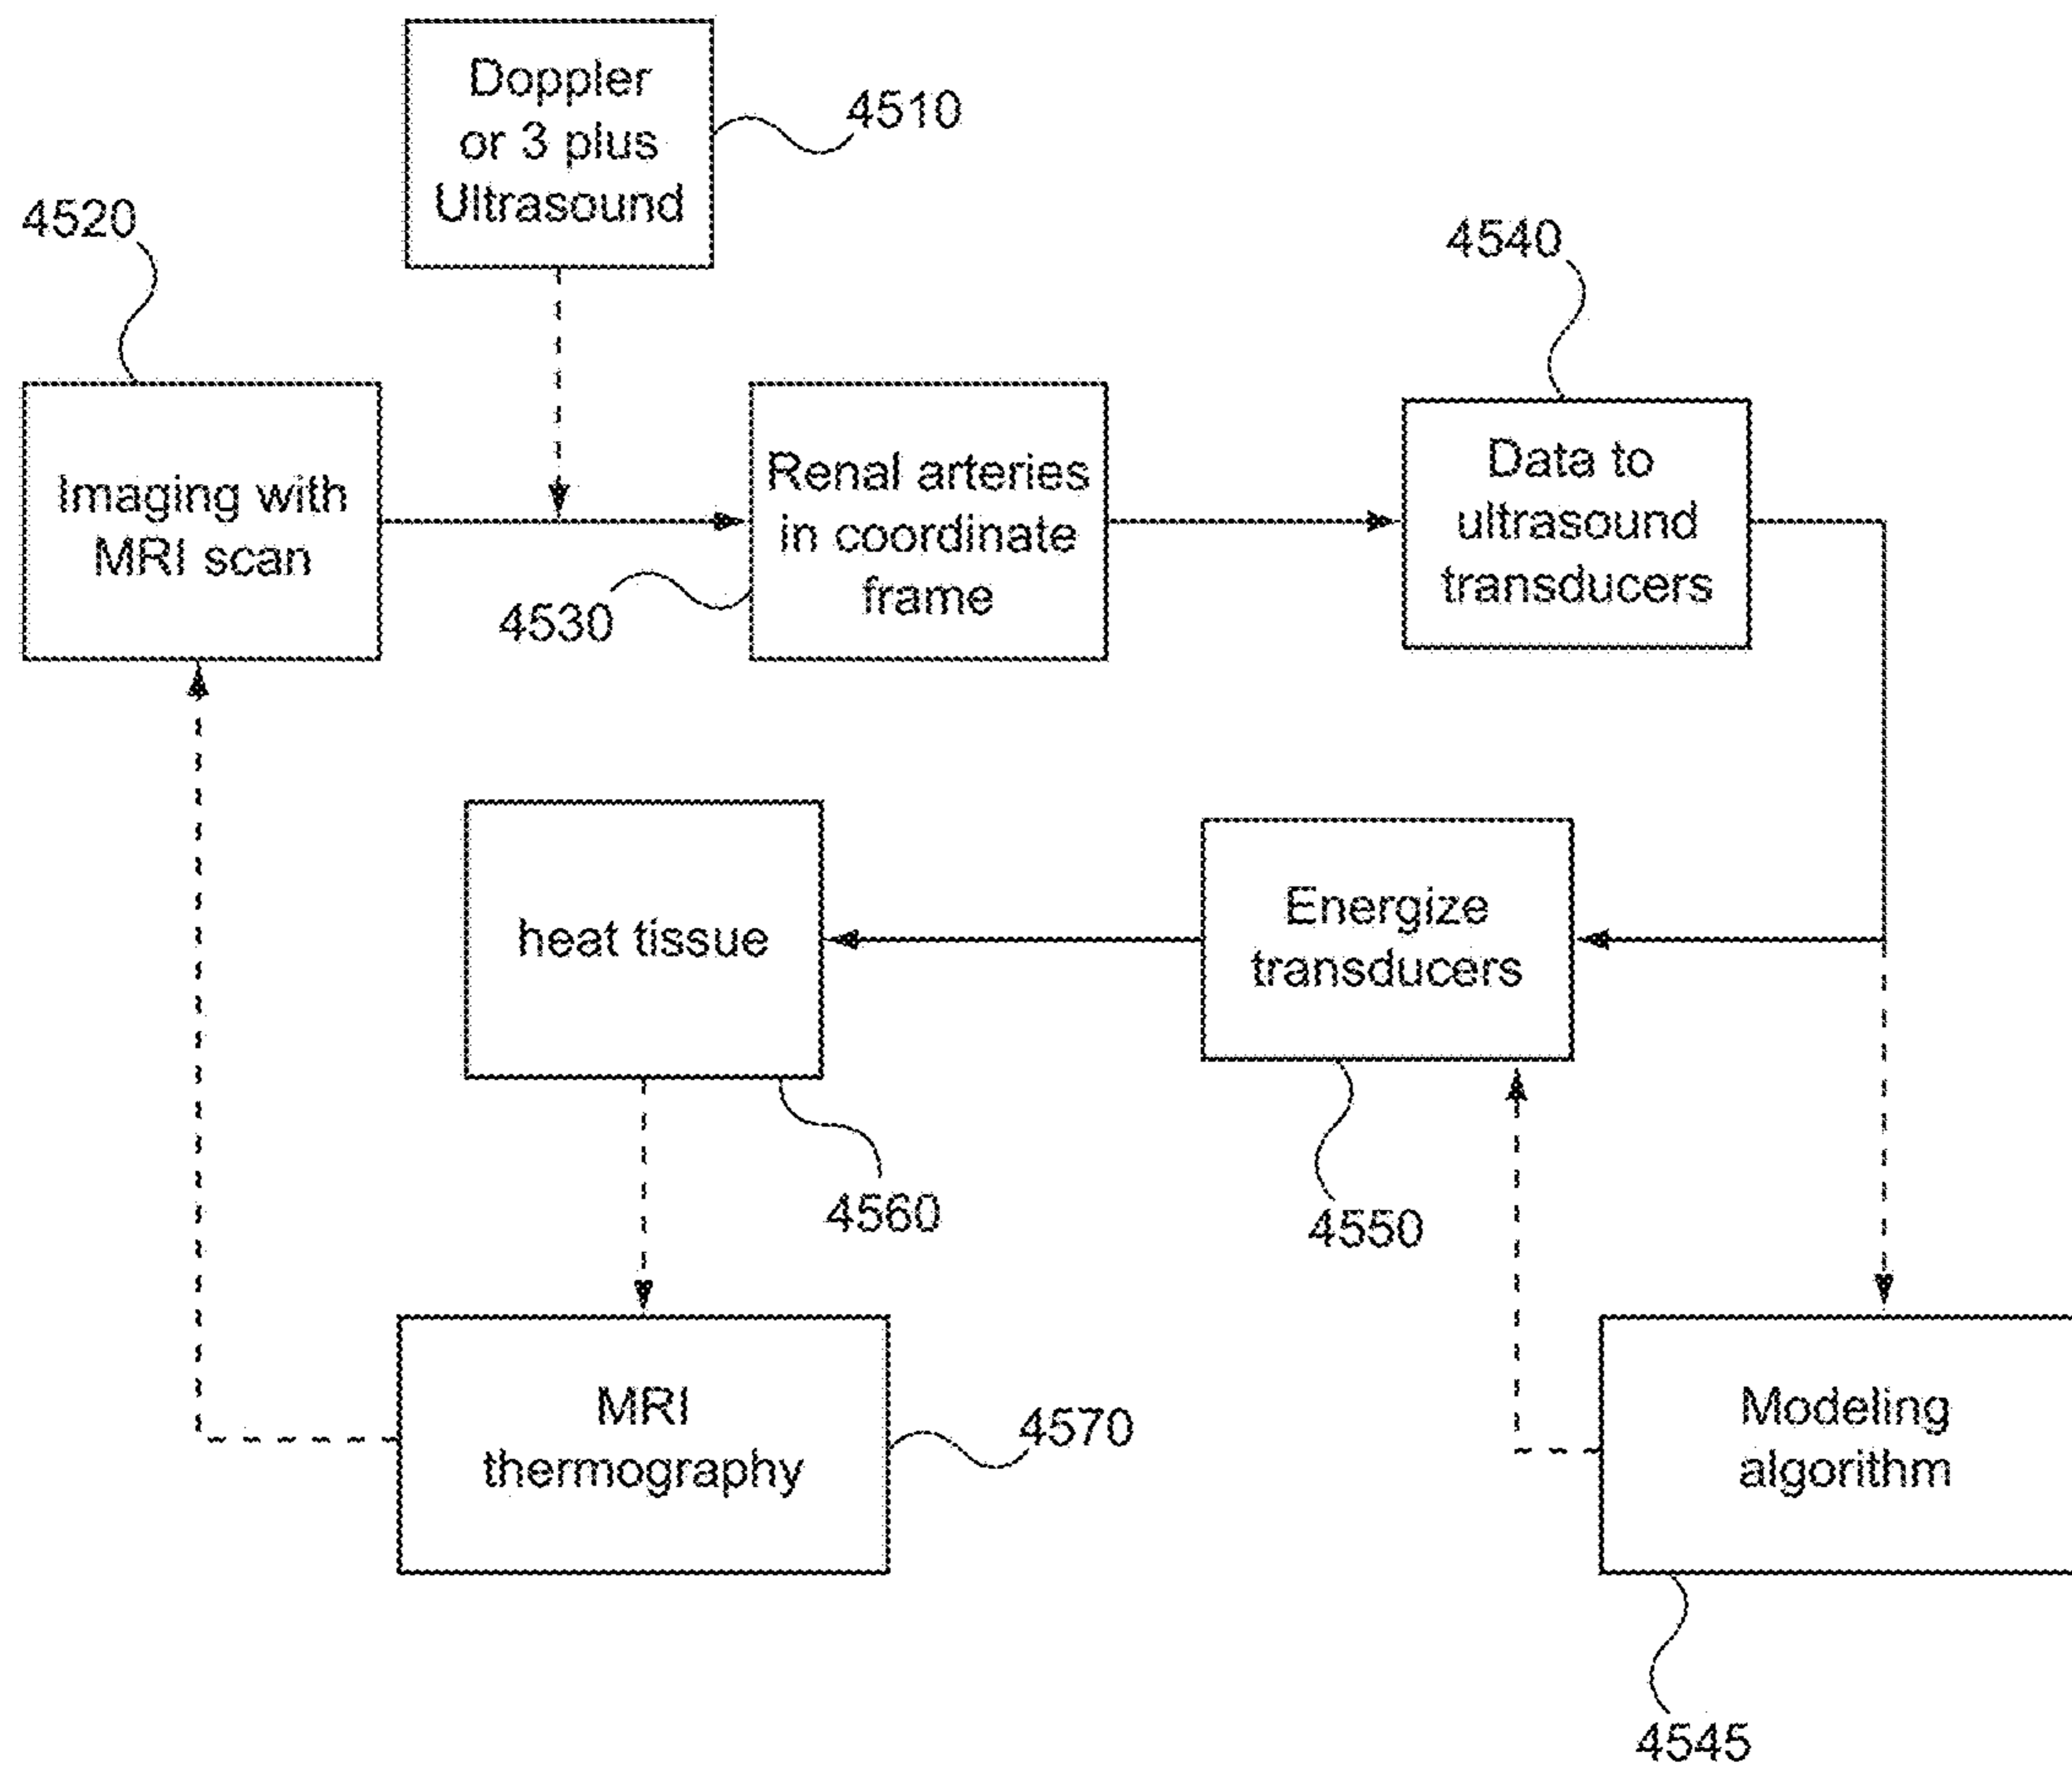 Doppler
or 3 plus
Ultrasound
4510
4520
4540
Imaging with
MRI scan
Renal arteries
in coordinate
frame
4530
Data to
ultrasound
transducers
heat tissue
Energize
transducers
4560
4550
MRI
thermography
4570
Modeling
algorithm
4545